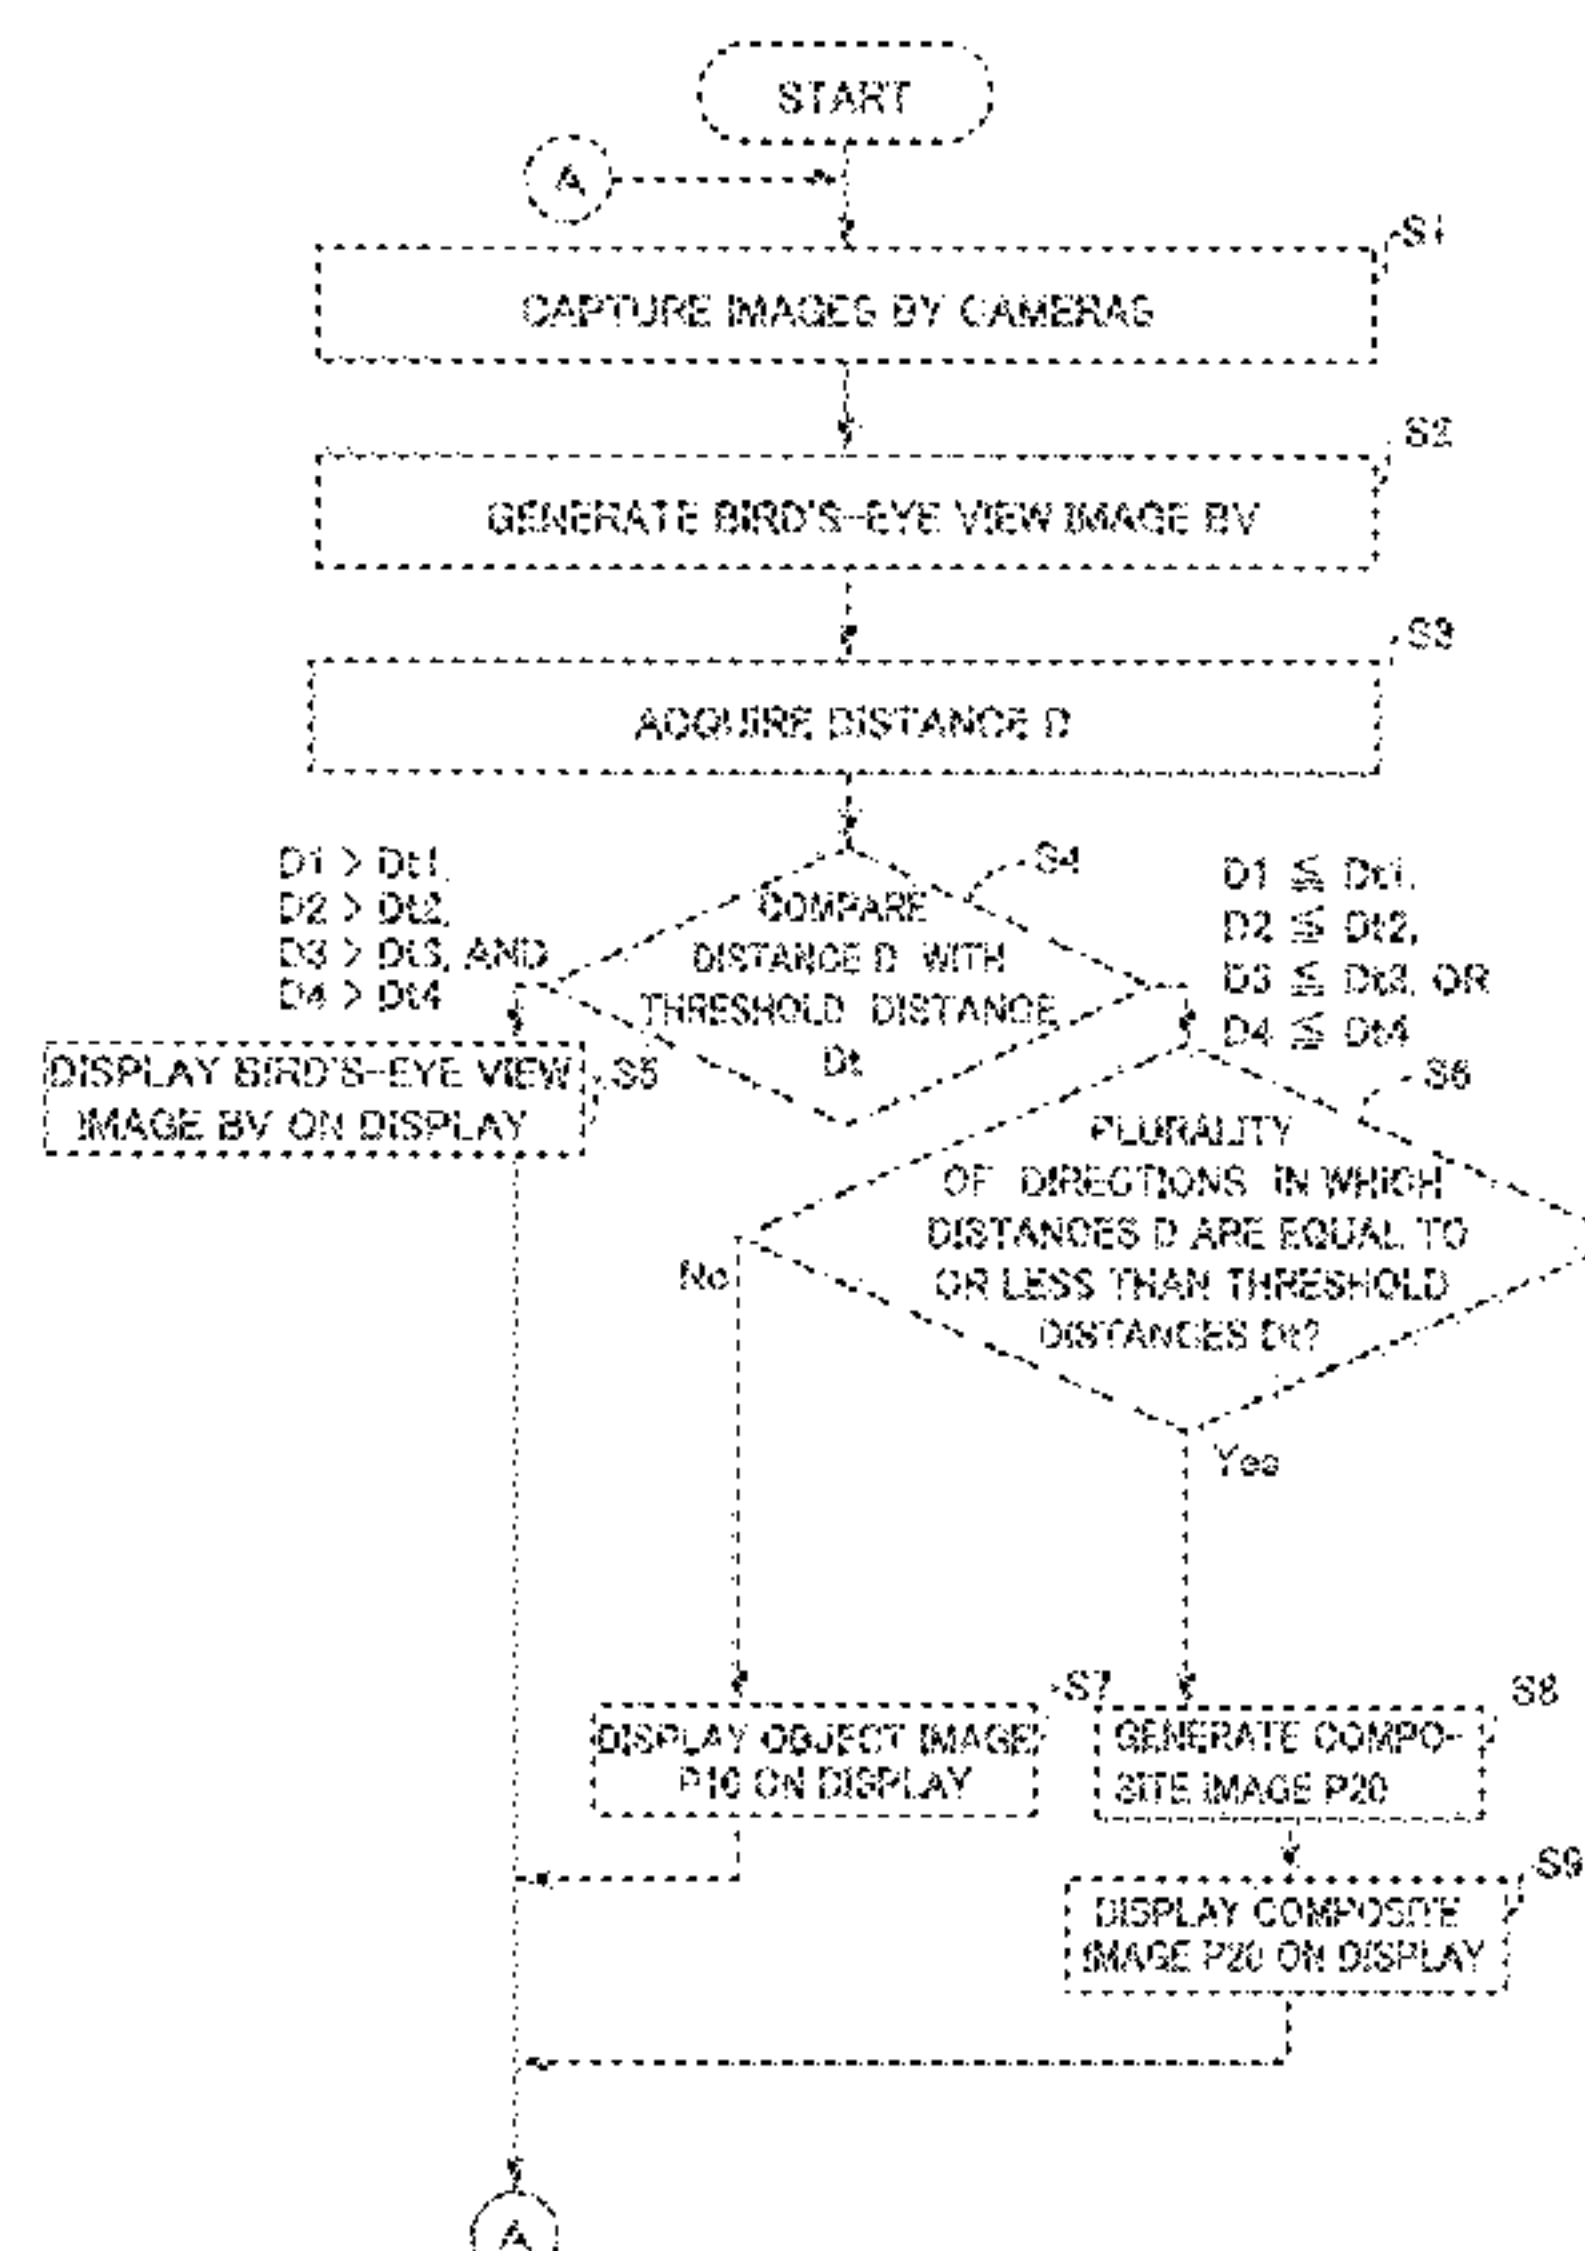 START
A
S1
CAPTURE IMAGES BY CAMERAS
S2
GENERATE BIRD'S-EYE VIEW IMAGE BV
S3
ACQUIRE DISTANCE D
S4
COMPARE
DISTANCE D WITH
THRESHOLD DISTANCE
Dt
D1 > Dt1,
D2 > Dt2,
D3 > Dt3, AND
D4 > Dt4
D1 ≦ Dt1,
D2 ≦ Dt2,
D3 ≦ Dt3, OR
D4 ≦ Dt4
DISPLAY BIRD'S-EYE VIEW
IMAGE BV ON DISPLAY
S5
S6
PLURALITY
OF DIRECTIONS IN WHICH
DISTANCES D ARE EQUAL TO
OR LESS THAN THRESHOLD
DISTANCES Dt?
No
Yes
S7
DISPLAY OBJECT IMAGE
P10 ON DISPLAY
S8
GENERATE COMPO-
SITE IMAGE P20
S9
DISPLAY COMPOSITE
IMAGE P20 ON DISPLAY
A